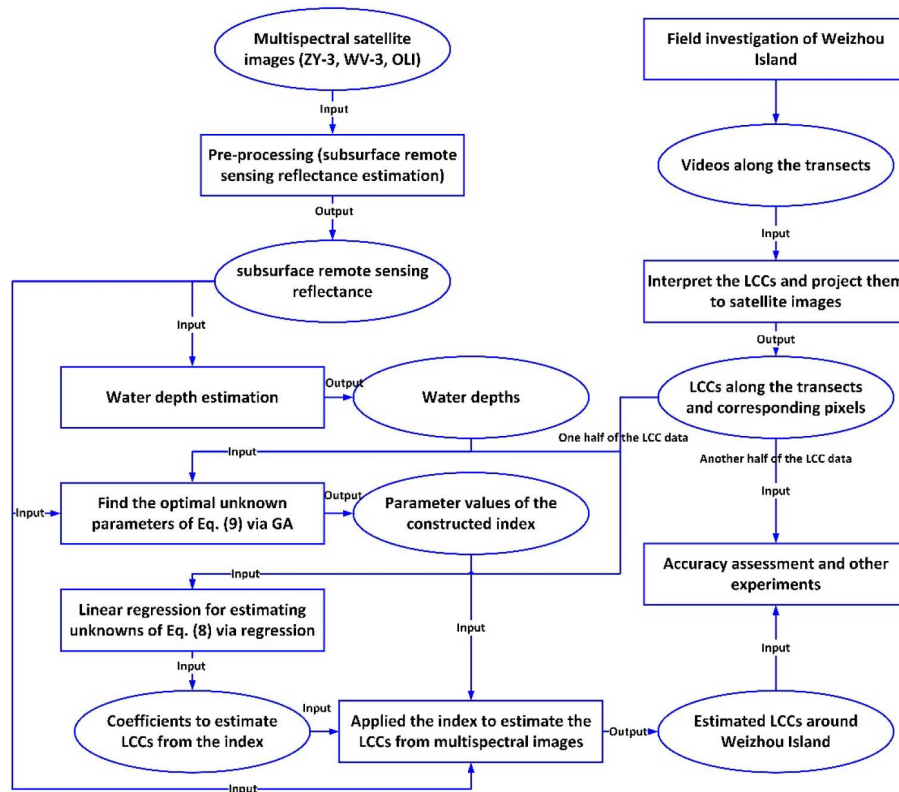 Multispectral satellite
images (ZY-3, WV-3, OLI)
Input
Pre-processing (subsurface remote
sensing reflectance estimation)
Output
subsurface remote sensing
reflectance
Input
Water depth estimation
Output
Water depths
Input
One half of the LCC data
Input
Find the optimal unknown
parameters of Eq. (9) via GA
Output
Parameter values of the
constructed index
Input
Linear regression for estimating
unknowns of Eq. (8) via regression
Input
Input
Coefficients to estimate
LCCs from the index
Input
Applied the index to estimate the
LCCs from multispectral images
Input
Output
Field investigation of Weizhou
Island
Input
Videos along the transects
Input
Interpret the LCCs and project them
to satellite images
Output
LCCs along the transects
and corresponding pixels
Another half of the LCC data
Input
Accuracy assessment and other
experiments
Input
Estimated LCCs around
Weizhou Island